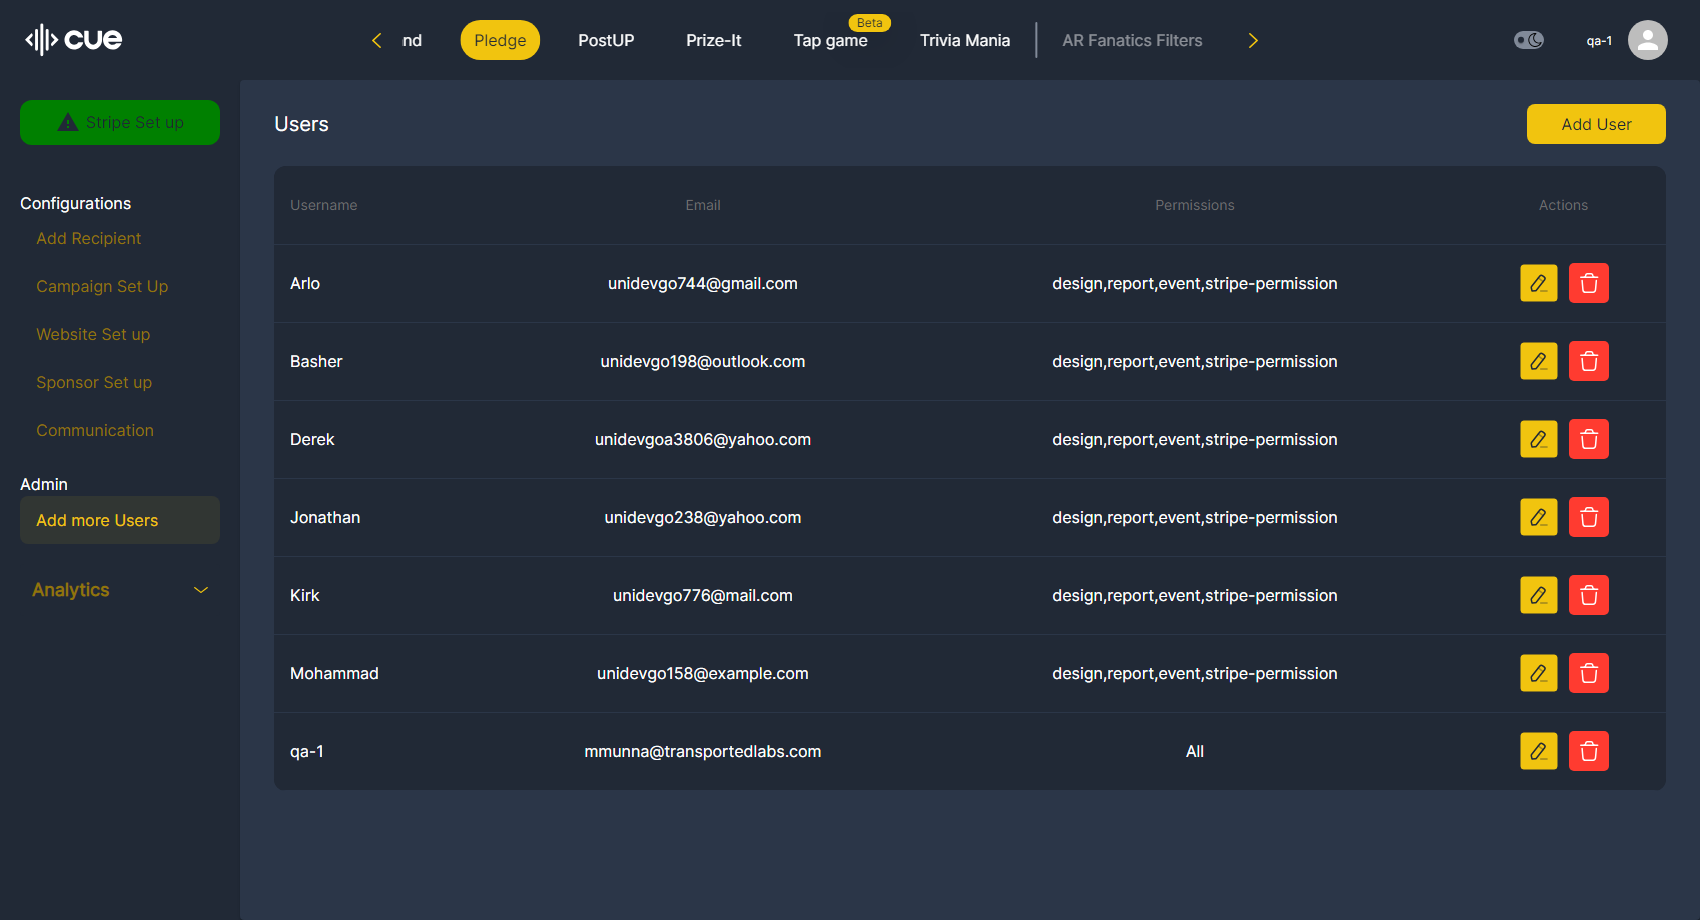 cue
nd
Pledge
PostUP
Prize-It
Beta
Tap game
Trivia Mania
AR Fanatics Filters
qa-1
Stripe Set up
Configurations
Add Recipient
Campaign Set Up
Website Set up
Sponsor Set up
Communication
Admin
Add more Users
Analytics
Users
Add User
Username Email Permissions Actions
Arlo unidevgo744@gmail.com design,report,event,stripe-permission
Basher unidevgo198@outlook.com design,report,event,stripe-permission
Derek unidevgoa3806@yahoo.com design,report,event,stripe-permission
Jonathan unidevgo238@yahoo.com design,report,event,stripe-permission
Kirk unidevgo776@mail.com design,report,event,stripe-permission
Mohammad unidevgo158@example.com design,report,event,stripe-permission
qa-1 mmunna@transportedlabs.com All